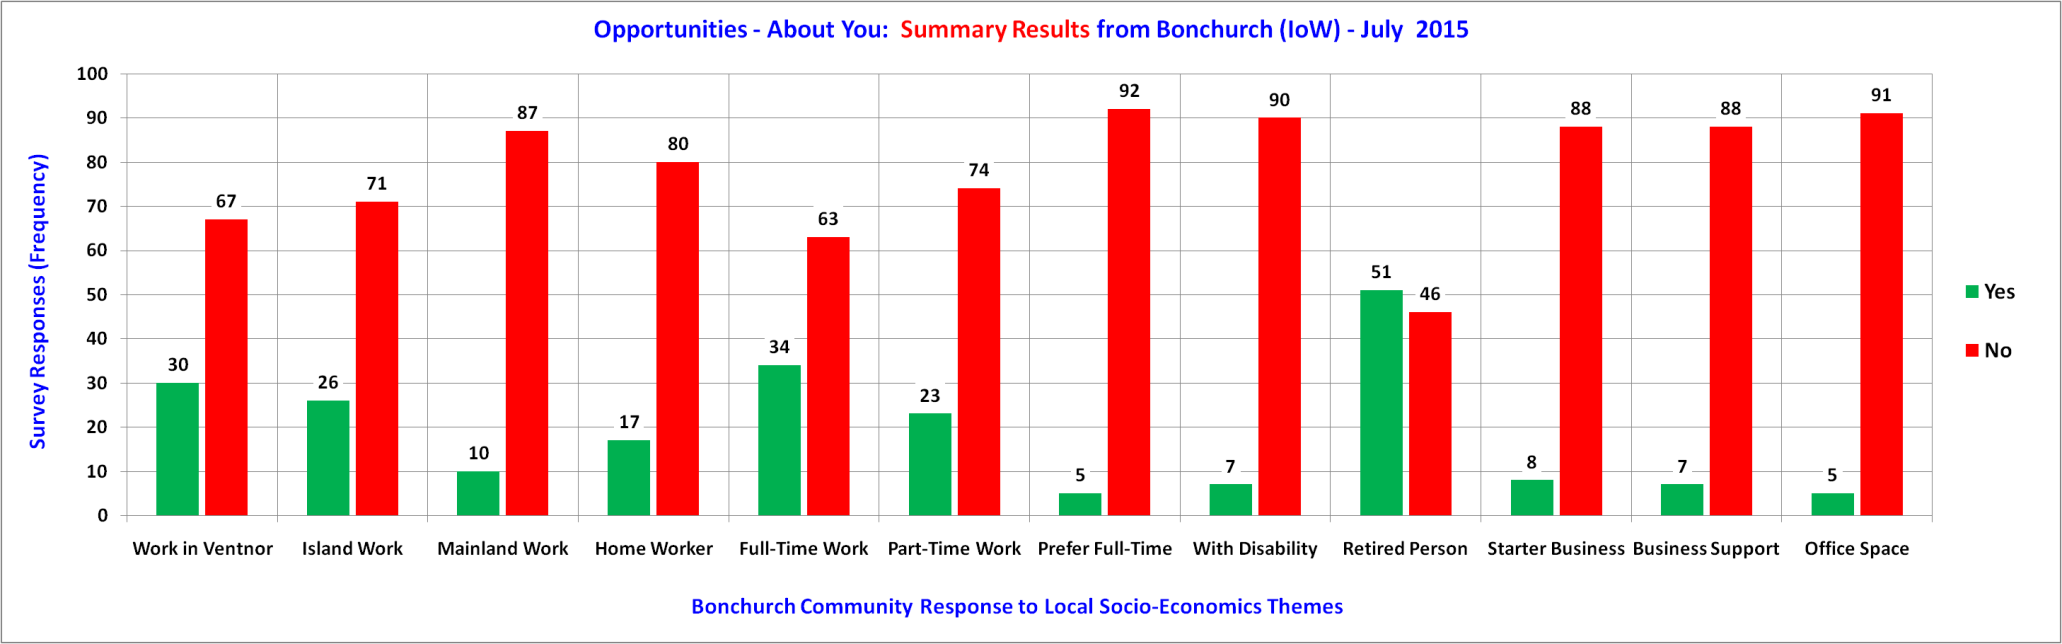 Opportunities - About You:  Summary Results from Bonchurch (IoW) - July  2015
100
90
80
70
60
50
40
30
20
10
0
Survey Responses (Frequency)
30
67
26
71
10
87
17
80
34
63
23
74
5
92
7
90
51
46
8
88
7
88
5
91
Yes
No
Work in Ventnor
Island Work
Mainland Work
Home Worker
Full-Time Work
Part-Time Work
Prefer Full-Time
With Disability
Retired Person
Starter Business
Business Support
Office Space
Bonchurch Community Response to Local Socio-Economics Themes